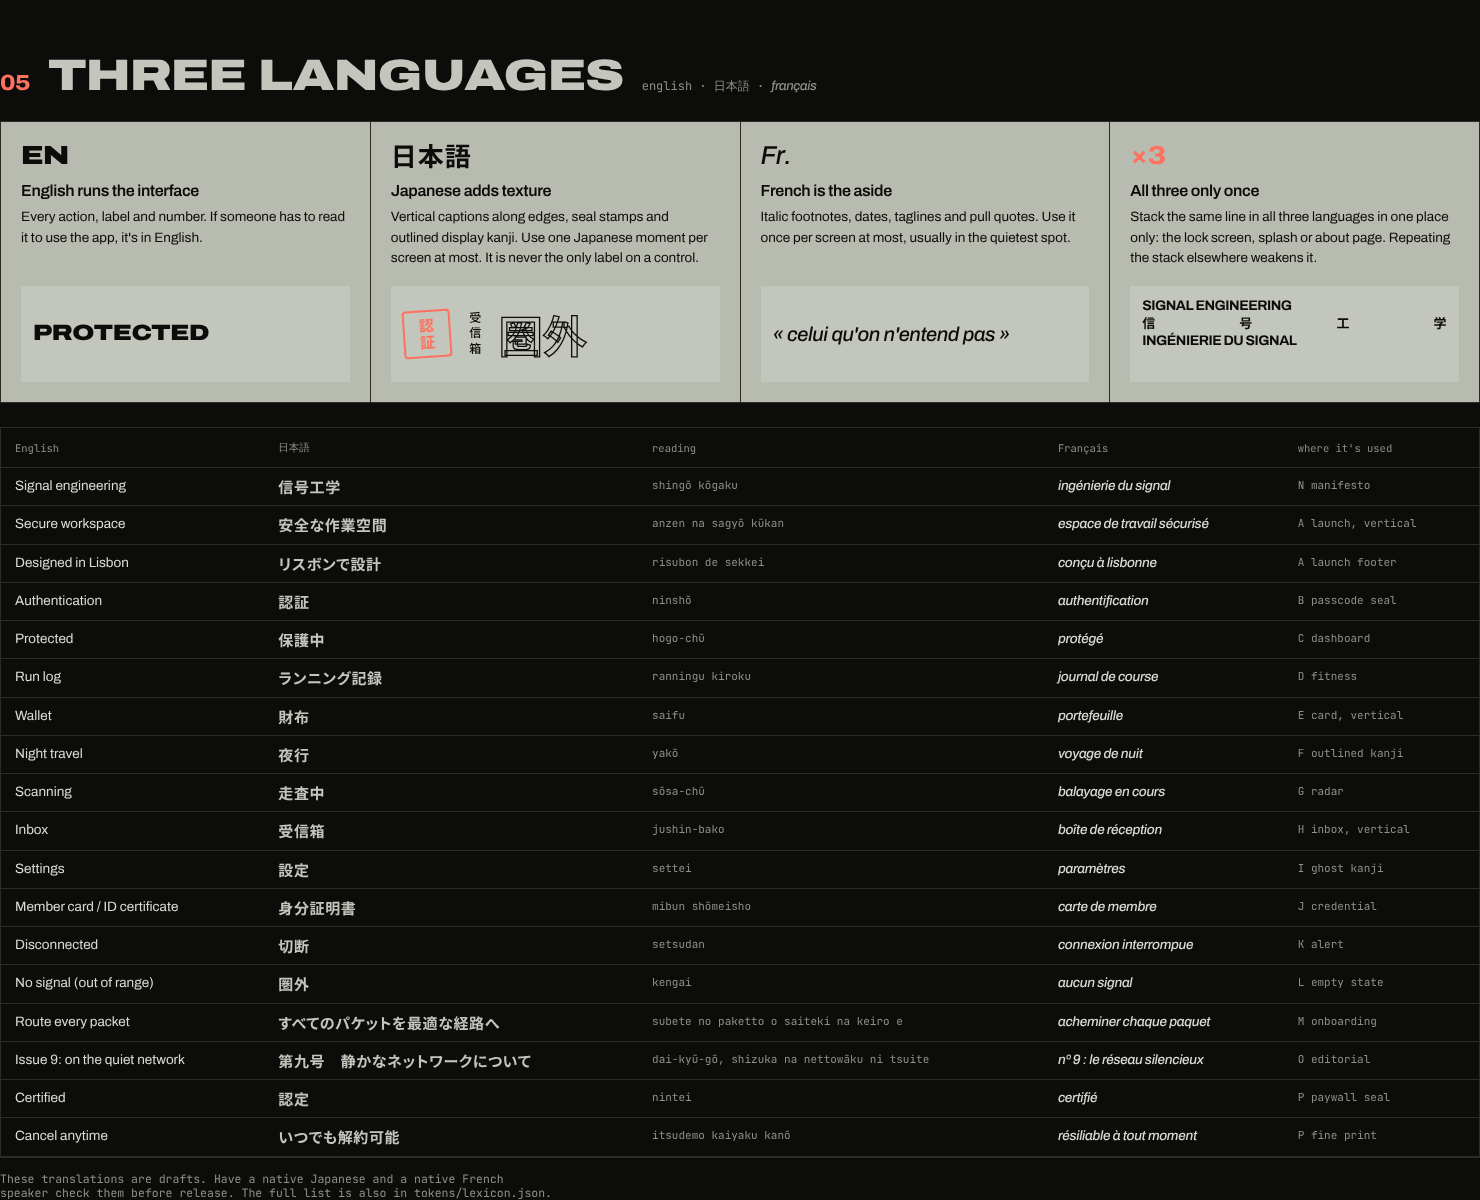 05 THREE LANGUAGES english · 日本語 · français
EN
English runs the interface
Every action, label and number. If someone has to read
it to use the app, it's in English.
PROTECTED
日本語
Japanese adds texture
Vertical captions along edges, seal stamps and
outlined display kanji. Use one Japanese moment per
screen at most. It is never the only label on a control.
認証
受信箱
圏外
Fr.
French is the aside
Italic footnotes, dates, taglines and pull quotes. Use it
once per screen at most, usually in the quietest spot.
« celui qu'on n'entend pas »
×3
All three only once
Stack the same line in all three languages in one place
only: the lock screen, splash or about page. Repeating
the stack elsewhere weakens it.
SIGNAL ENGINEERING
信号工学
INGÉNIERIE DU SIGNAL
English 日本語 reading Français where it's used
Signal engineering 信号工学 shingō kōgaku ingénierie du signal N manifesto
Secure workspace 安全な作業空間 anzen na sagyō kūkan espace de travail sécurisé A launch, vertical
Designed in Lisbon リスボンで設計 risubon de sekkei conçu à lisbonne A launch footer
Authentication 認証 ninshō authentification B passcode seal
Protected 保護中 hogo-chū protégé C dashboard
Run log ランニング記録 ranningu kiroku journal de course D fitness
Wallet 財布 saifu portefeuille E card, vertical
Night travel 夜行 yakō voyage de nuit F outlined kanji
Scanning 走査中 sōsa-chū balayage en cours G radar
Inbox 受信箱 jushin-bako boîte de réception H inbox, vertical
Settings 設定 settei paramètres I ghost kanji
Member card / ID certificate 身分証明書 mibun shōmeisho carte de membre J credential
Disconnected 切断 setsudan connexion interrompue K alert
No signal (out of range) 圏外 kengai aucun signal L empty state
Route every packet すべてのパケットを最適な経路へ subete no paketto o saiteki na keiro e acheminer chaque paquet M onboarding
Issue 9: on the quiet network 第九号　静かなネットワークについて dai-kyū-gō, shizuka na nettowāku ni tsuite nº 9 : le réseau silencieux O editorial
Certified 認定 nintei certifié P paywall seal
Cancel anytime いつでも解約可能 itsudemo kaiyaku kanō résiliable à tout moment P fine print
These translations are drafts. Have a native Japanese and a native French
speaker check them before release. The full list is also in tokens/lexicon.json.